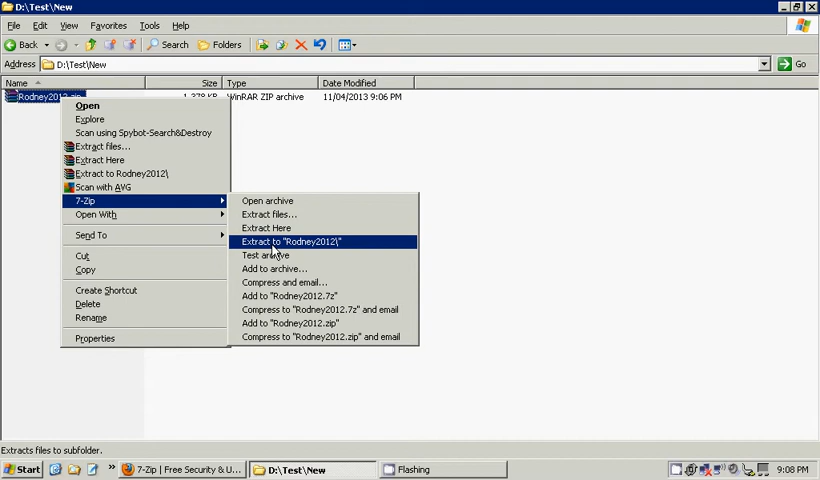 D:\Test\New
File Edit View Favorites Tools Help
Back Search Folders
Address D:\Test\New Go
Name Size Type Date Modified
Rodney2012.zip 1,378 KB WinRAR ZIP archive 11/04/2013 9:06 PM
Open
Explore
Scan using Spybot-Search&Destroy
Extract files...
Extract Here
Extract to Rodney2012\
Scan with AVG
7-Zip
Open With
Send To
Cut
Copy
Create Shortcut
Delete
Rename
Properties
Open archive
Extract files...
Extract Here
Extract to "Rodney2012\"
Test archive
Add to archive...
Compress and email...
Add to "Rodney2012.7z"
Compress to "Rodney2012.7z" and email
Add to "Rodney2012.zip"
Compress to "Rodney2012.zip" and email
Extracts files to subfolder.
Start » 7-Zip | Free Security & U... D:\Test\New Flashing 9:08 PM